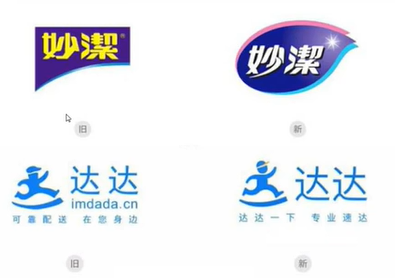 妙潔®
妙潔
旧
新
达达
imdada.cn
可靠配送 在您身边
达达
达达一下 专业速达
旧
新